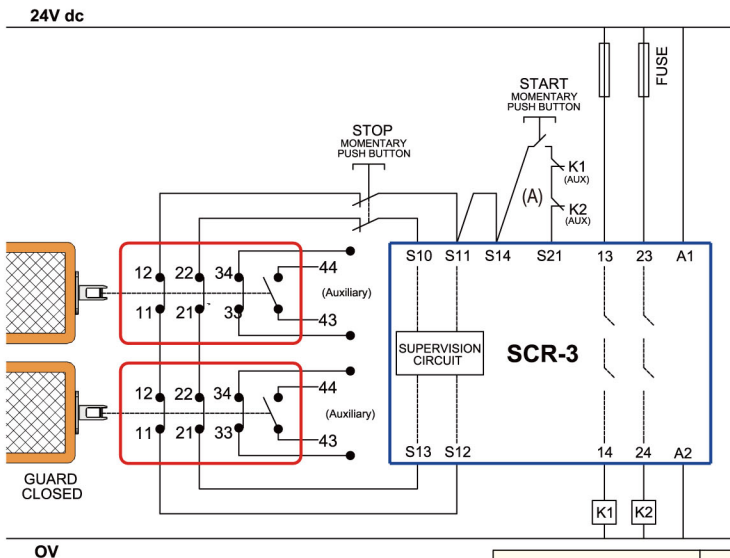 24V dc
FUSE
START
MOMENTARY
PUSH BUTTON
STOP
MOMENTARY
PUSH BUTTON
K1
(AUX)
(A)
K2
(AUX)
S10 S11 S14 S21 13 23 A1
12 22 34 44
(Auxiliary)
11 21 33 43
SUPERVISION
CIRCUIT
SCR-3
12 22 34 44
(Auxiliary)
11 21 33 43
S13 S12 14 24 A2
GUARD
CLOSED
K1 K2
OV